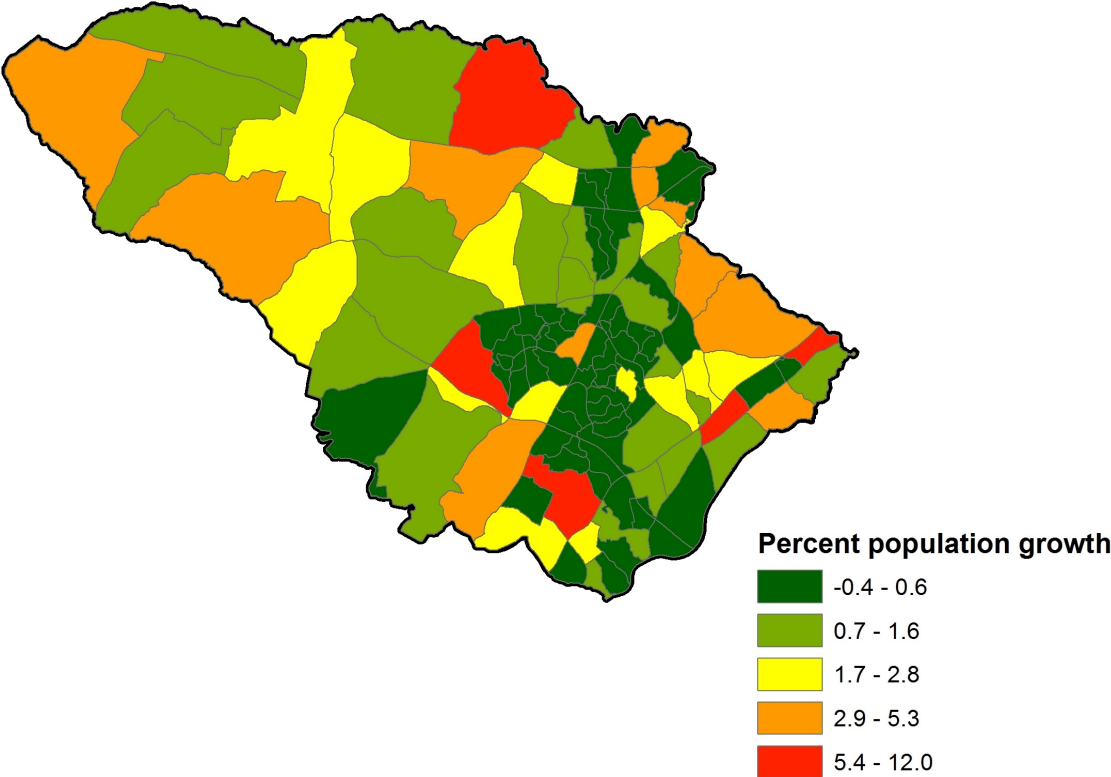 Percent population growth
-0.4 - 0.6
0.7 - 1.6
1.7 - 2.8
2.9 - 5.3
5.4 - 12.0